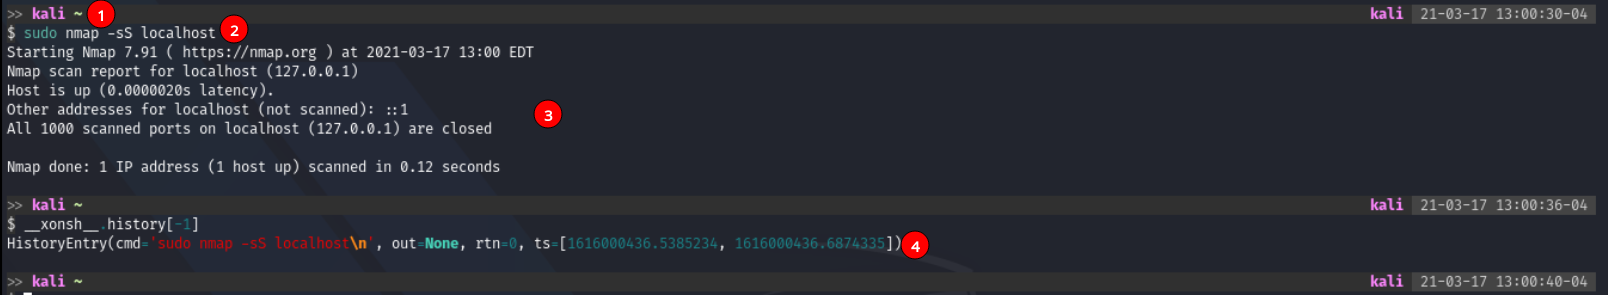 >> kali ~ 1 kali 21-03-17 13:00:30-04
$ sudo nmap -sS localhost 2
Starting Nmap 7.91 ( https://nmap.org ) at 2021-03-17 13:00 EDT
Nmap scan report for localhost (127.0.0.1)
Host is up (0.0000020s latency).
Other addresses for localhost (not scanned): ::1
3
All 1000 scanned ports on localhost (127.0.0.1) are closed
Nmap done: 1 IP address (1 host up) scanned in 0.12 seconds
>> kali ~ kali 21-03-17 13:00:36-04
$ __xonsh__.history[-1]
HistoryEntry(cmd='sudo nmap -sS localhost\n', out=None, rtn=0, ts=[1616000436.5385234, 1616000436.6874335]) 4
>> kali ~ kali 21-03-17 13:00:40-04